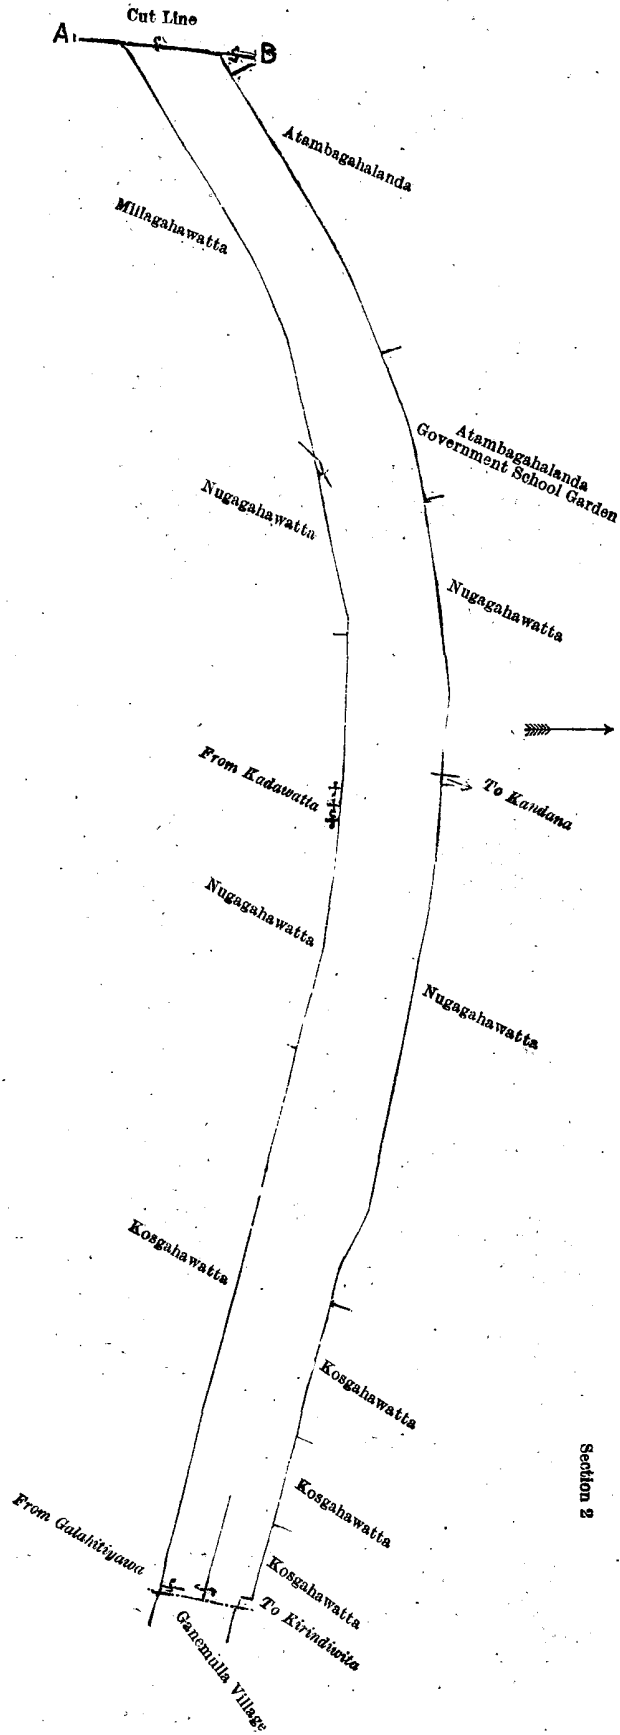 Cut Line
A
B
Atambagahalanda
Millagahawatta
Atambagahalanda
Government School Garden
Nugagahawatta
Nugagahawatta
From Kadawatta
To Kandana
Nugagahawatta
Nugagahawatta
Kosgahawatta
Kosgahawatta
Section 2
Kosgahawatta
From Galahitiyawa
Kosgahawatta
To Kirindiwita
Ganemulla Village